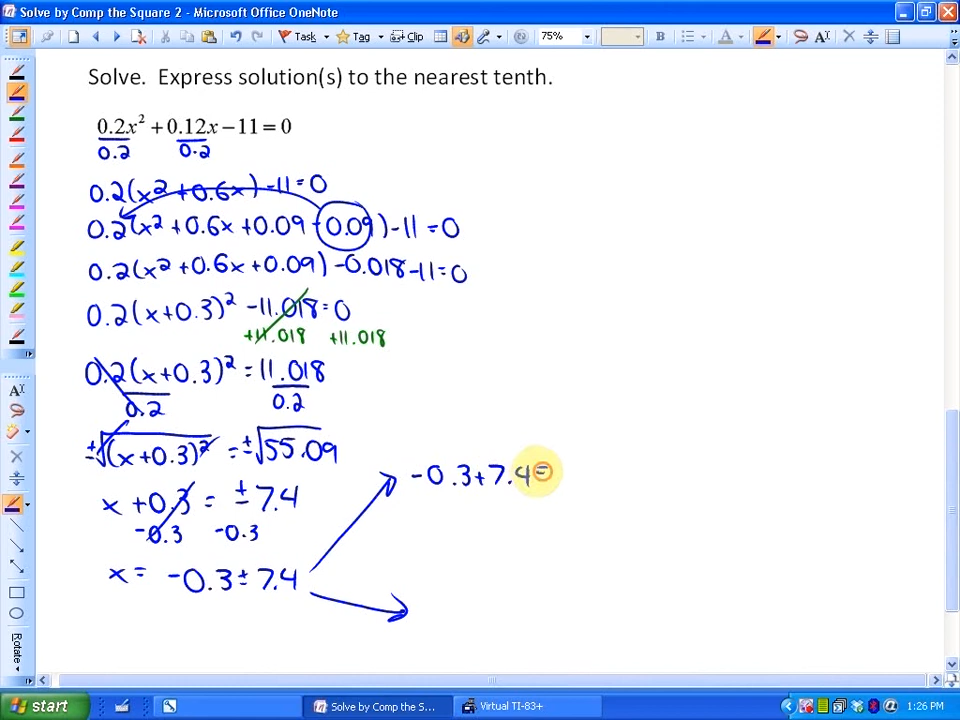 Solve by Comp the Square 2 - Microsoft Office OneNote
Task Tag Clip 75% B A
Solve. Express solution(s) to the nearest tenth.
0.2x² + 0.12x − 11 = 0
0.2 0.2
0.2(x² + 0.6x) - 11 = 0
0.2(x² + 0.6x + 0.09 - 0.09) - 11 = 0
0.2(x² + 0.6x + 0.09) - 0.018 - 11 = 0
0.2(x + 0.3)² - 11.018 = 0
+11.018 +11.018
0.2(x + 0.3)² = 11.018
0.2 0.2
±√(x + 0.3)² = ±√55.09
x + 0.3 = ± 7.4
-0.3 -0.3
x = -0.3 ± 7.4
-0.3 + 7.4 =
Rotate
start Solve by Comp the S... Virtual TI-83+ 1:26 PM